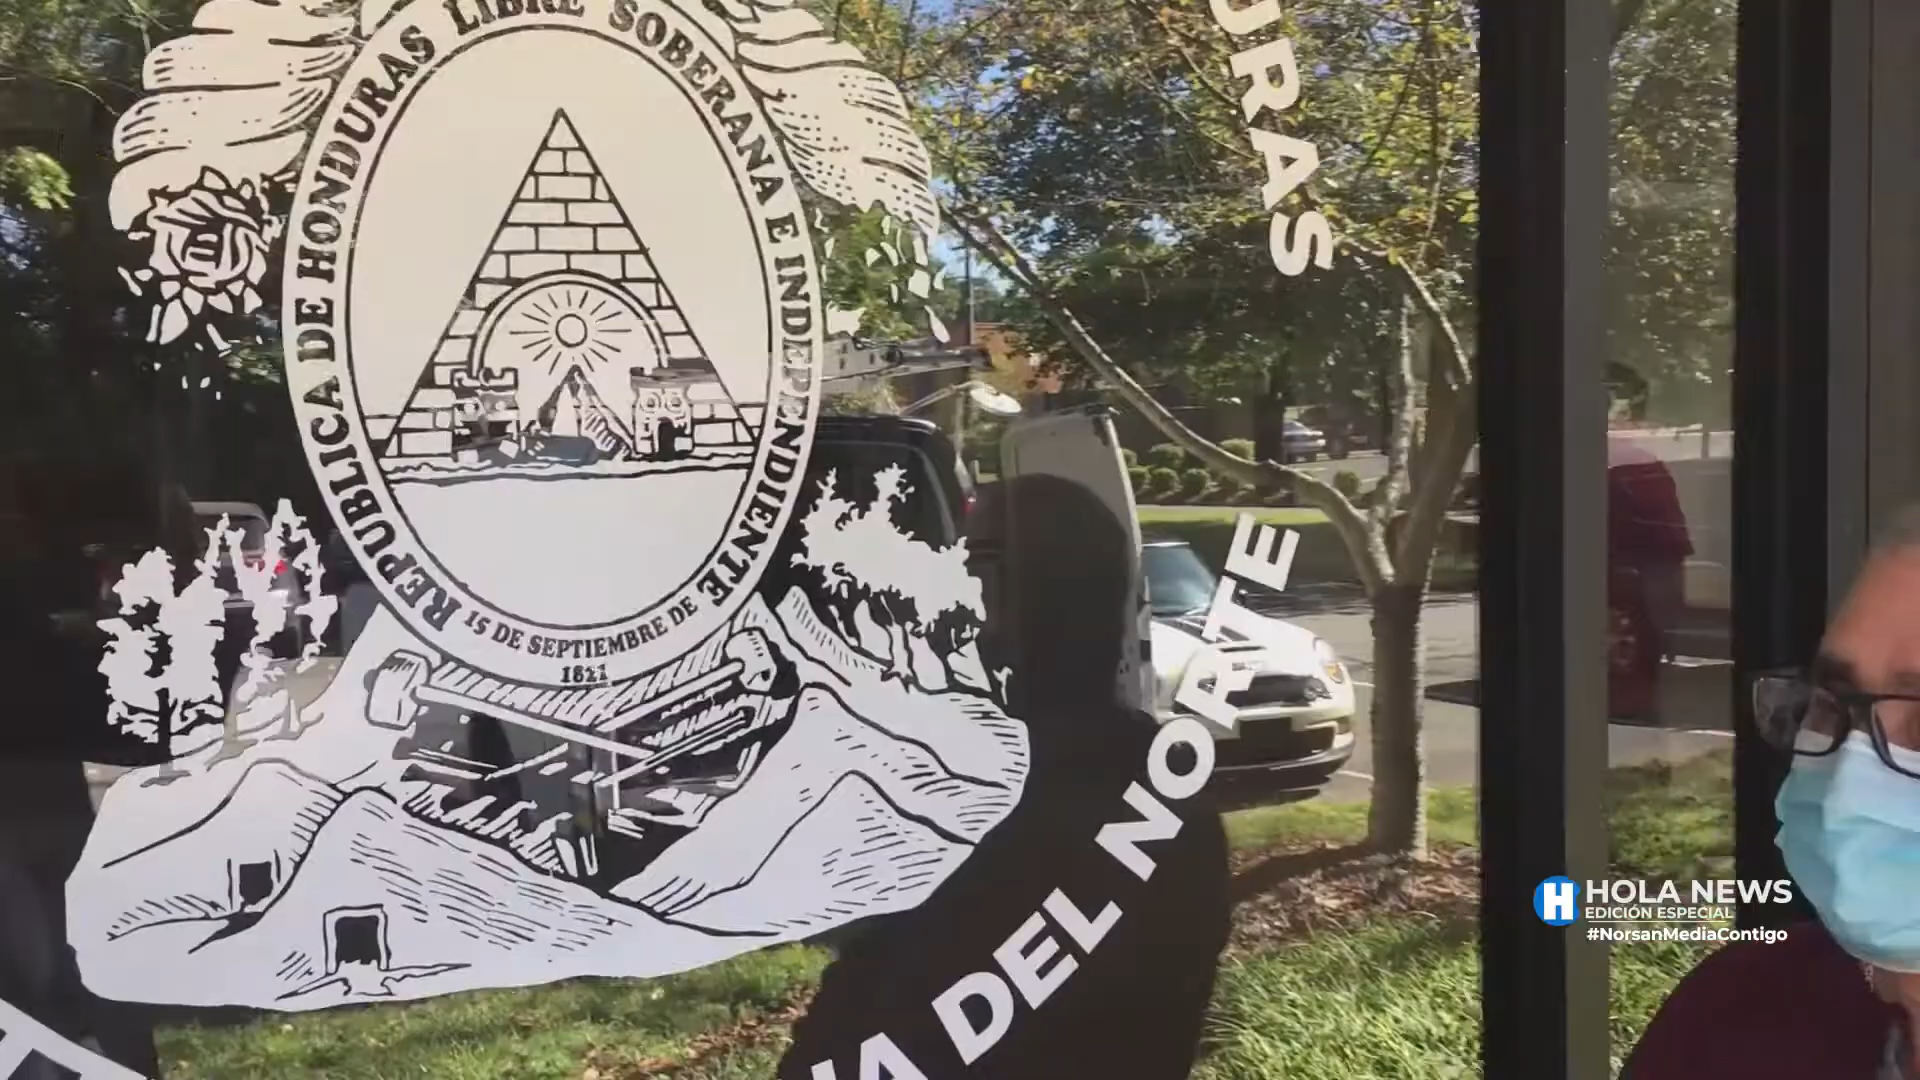 REPUBLICA DE HONDURAS LIBRE SOBERANA E INDEPENDIENTE
15 DE SEPTIEMBRE DE
1821
URAS
NA DEL NORTE
HOLA NEWS
EDICIÓN ESPECIAL
#NorsanMediaContigo